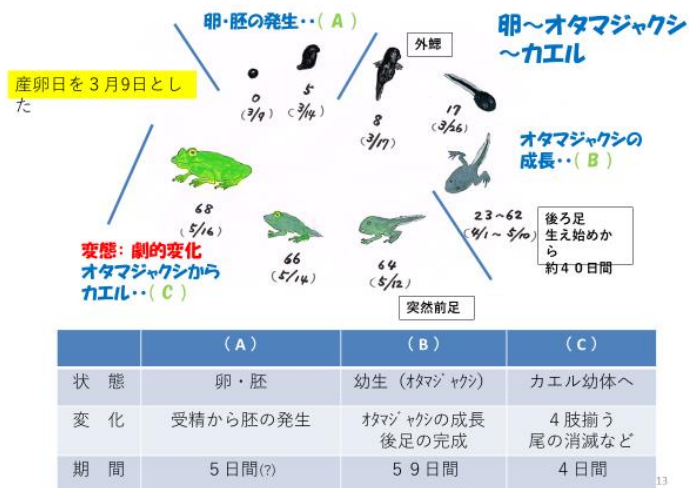 卵・胚の発生・・( A )
卵～オタマジャクシ
～カエル
外鰓
産卵日を３月9日とし
た
0
(3/9)
5
(3/14)
8
(3/17)
17
(3/26)
オタマジャクシの
成長・・( B )
68
(5/16)
66
(5/14)
64
(5/12)
23～62
(4/1～5/10)
後ろ足
生え始めか
ら
約４０日間
変態：劇的変化
オタマジャクシから
カエル・・( C )
突然前足
（A） （B） （C）
状 態 卵・胚 幼生（オタマジャクシ） カエル幼体へ
変 化 受精から胚の発生 オタマジャクシの成長 ４肢揃う
後足の完成 尾の消滅など
期 間 ５日間(?) ５９日間 ４日間
13